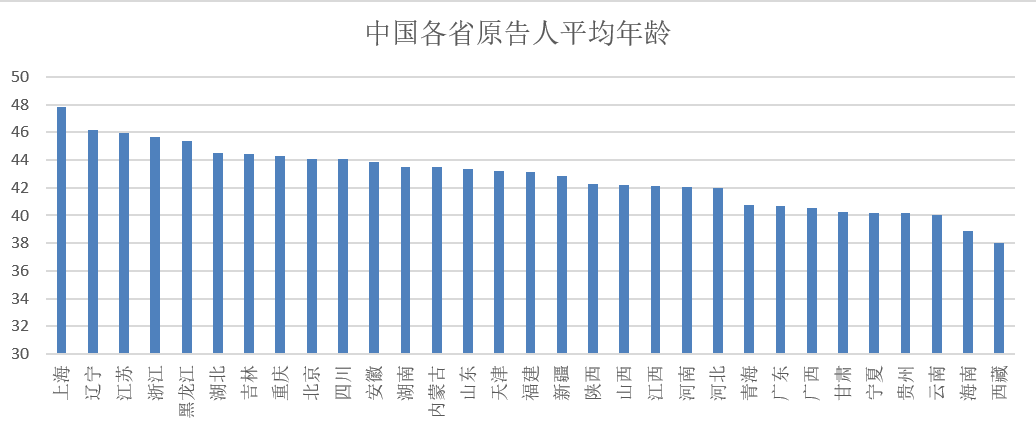 中国各省原告人平均年龄
50
48
46
44
42
40
38
36
34
32
30
上海
辽宁
江苏
浙江
黑龙江
湖北
吉林
重庆
北京
四川
安徽
湖南
内蒙古
山东
天津
福建
新疆
陕西
山西
江西
河南
河北
青海
广东
广西
甘肃
宁夏
贵州
云南
海南
西藏